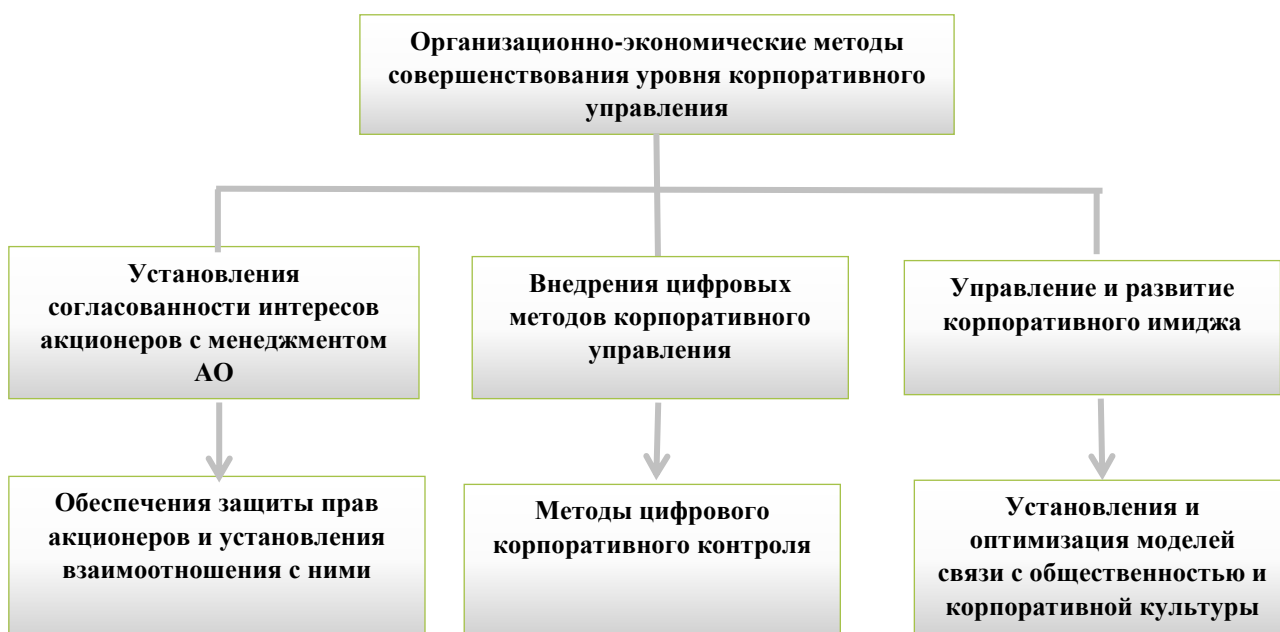 Организационно-экономические методы
совершенствования уровня корпоративного
управления
Установления
согласованности интересов
акционеров с менеджментом
АО
Внедрения цифровых
методов корпоративного
управления
Управление и развитие
корпоративного имиджа
Обеспечения защиты прав
акционеров и установления
взаимоотношения с ними
Методы цифрового
корпоративного контроля
Установления и
оптимизация моделей
связи с общественностью и
корпоративной культуры